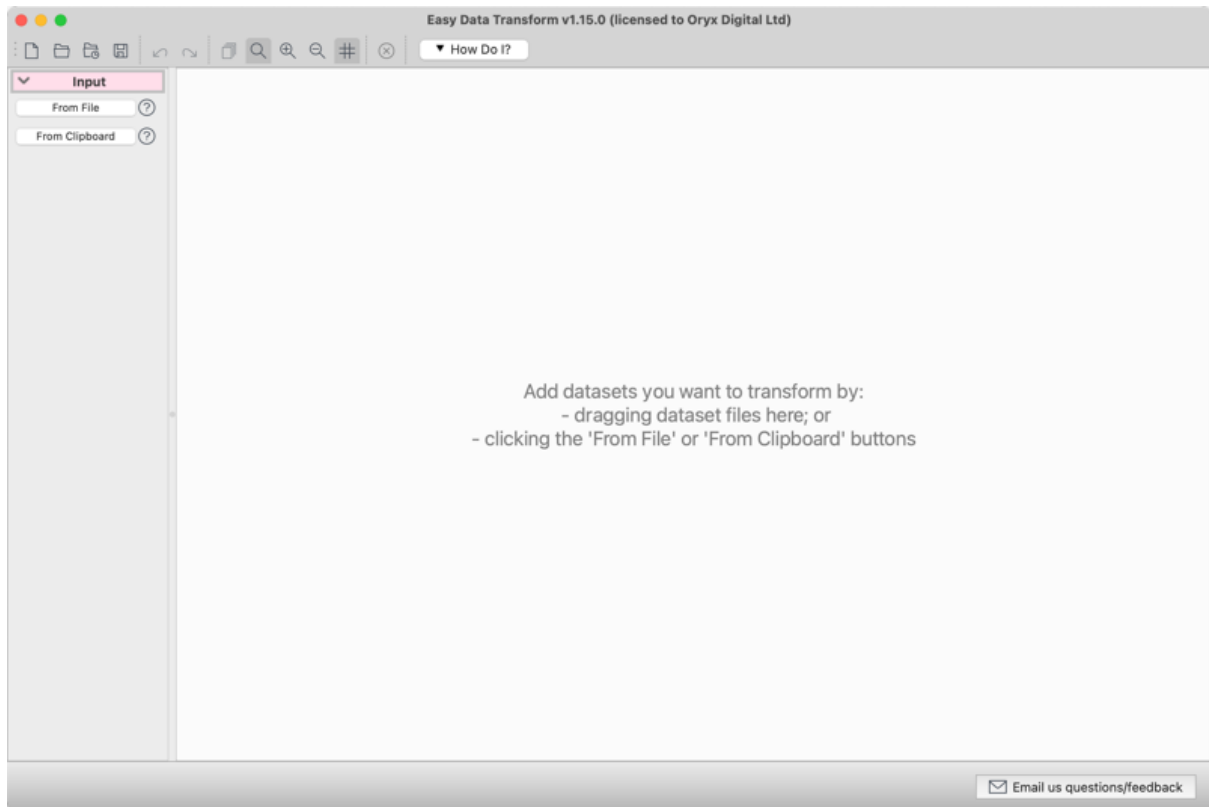 Easy Data Transform v1.15.0 (licensed to Oryx Digital Ltd)
▼ How Do I?
Input
From File ?
From Clipboard ?
Add datasets you want to transform by:
- dragging dataset files here; or
- clicking the 'From File' or 'From Clipboard' buttons
Email us questions/feedback